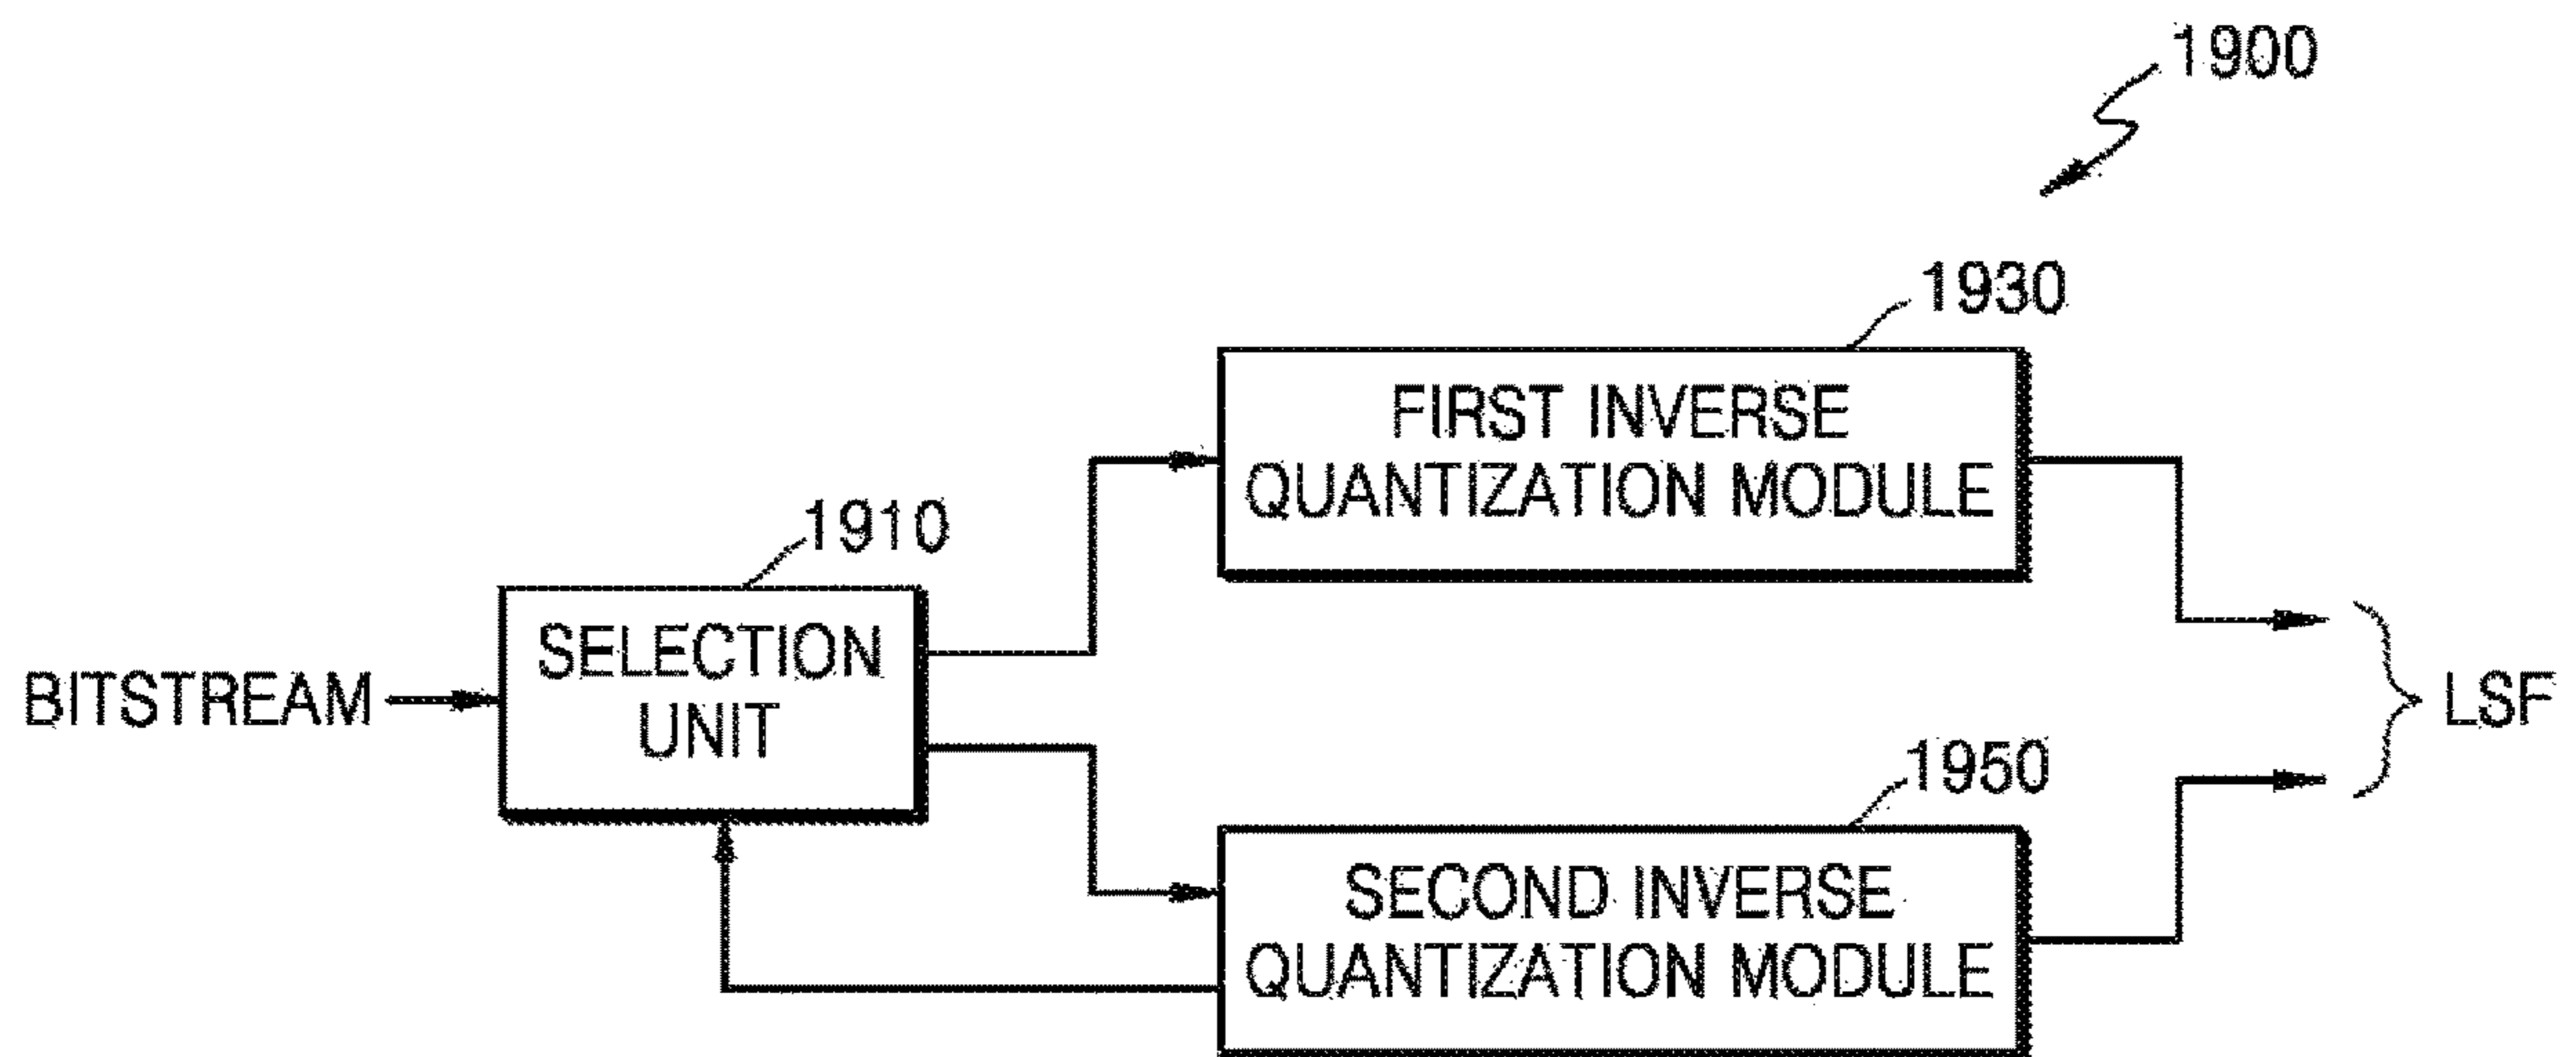 1900
1930
FIRST INVERSE
QUANTIZATION MODULE
1910
SELECTION
UNIT
BITSTREAM
LSF
1950
SECOND INVERSE
QUANTIZATION MODULE